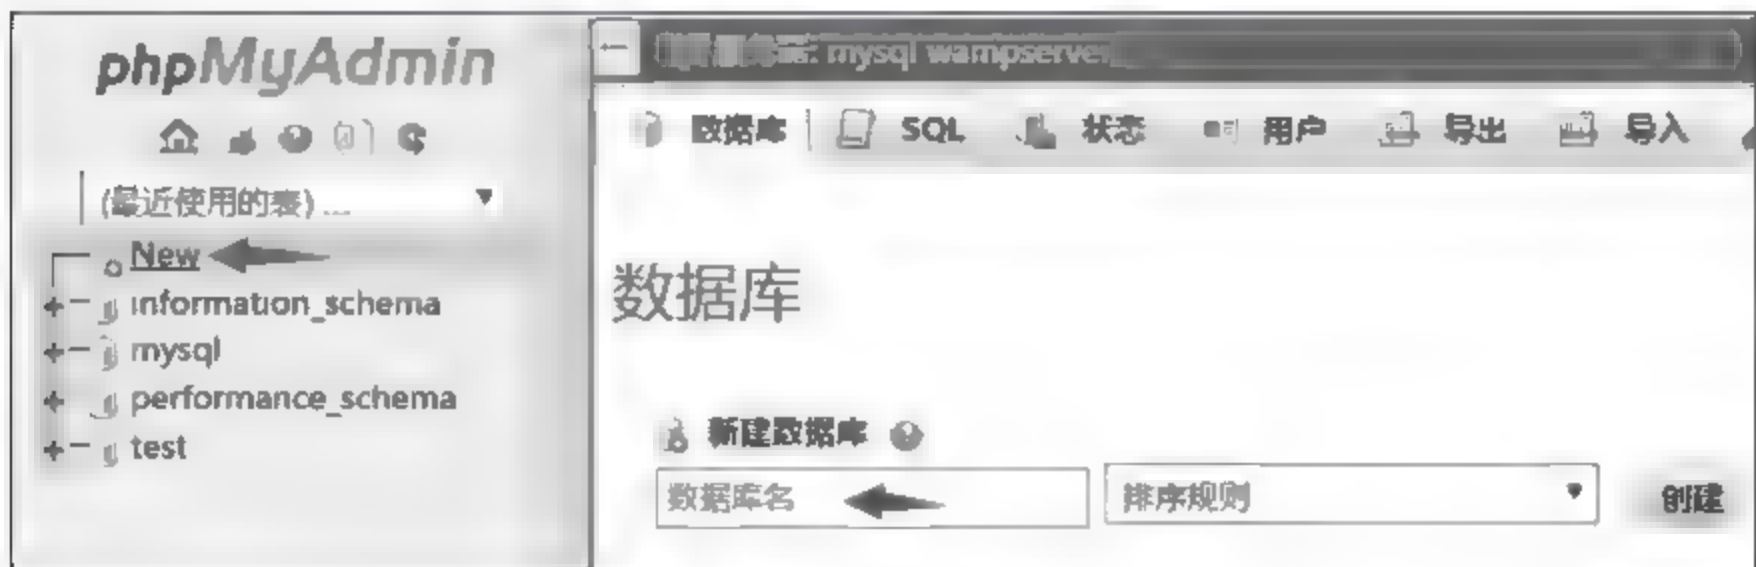 phpMyAdmin
(最近使用的表) ...
New
information_schema
mysql
performance_schema
test
mysql wampserver
数据库 SQL 状态 用户 导出 导入
数据库
新建数据库
数据库名 排序规则 创建